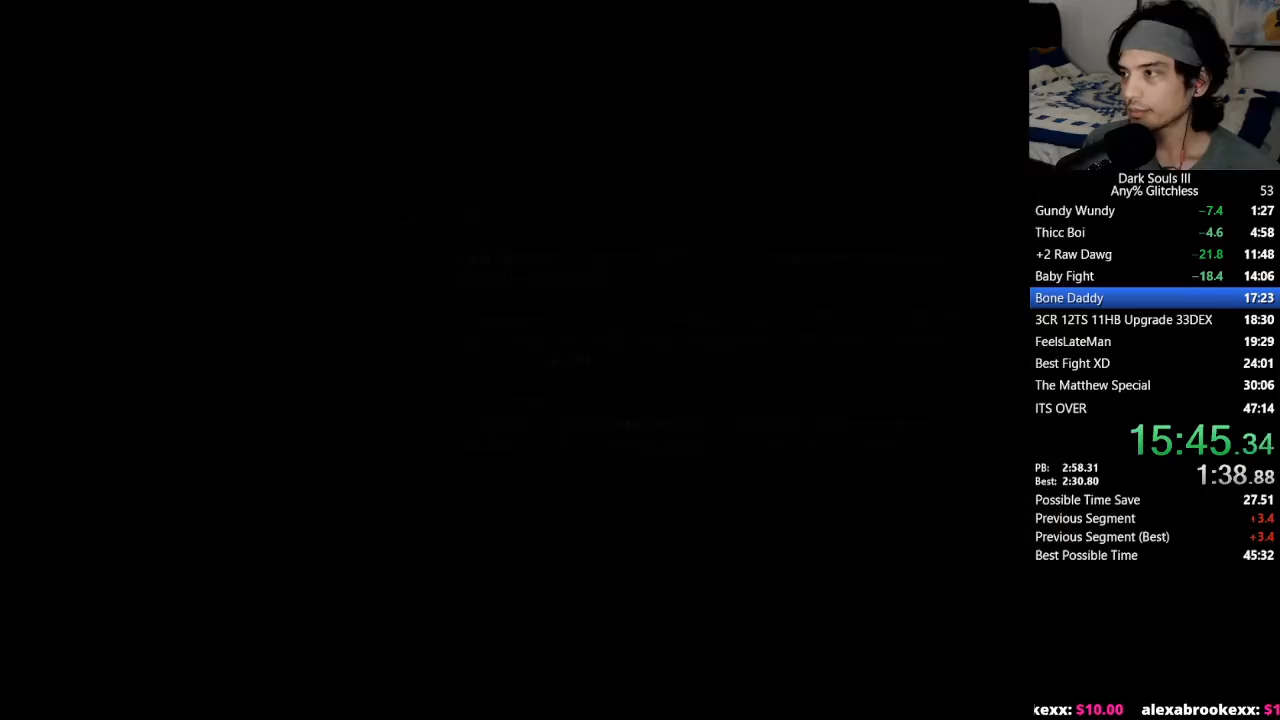 Dark Souls III
Any% Glitchless 53
Gundy Wundy -7.4 1:27
Thicc Boi -4.6 4:58
+2 Raw Dawg -21.8 11:48
Baby Fight -18.4 14:06
Bone Daddy 17:23
3CR 12TS 11HB Upgrade 33DEX 18:30
FeelsLateMan 19:29
Best Fight XD 24:01
The Matthew Special 30:06
ITS OVER 47:14
15:45.34
PB: 2:58.31
Best: 2:30.80
1:38.88
Possible Time Save 27.51
Previous Segment +3.4
Previous Segment (Best) +3.4
Best Possible Time 45:32
kexx: $10.00 alexabrookexx: $1